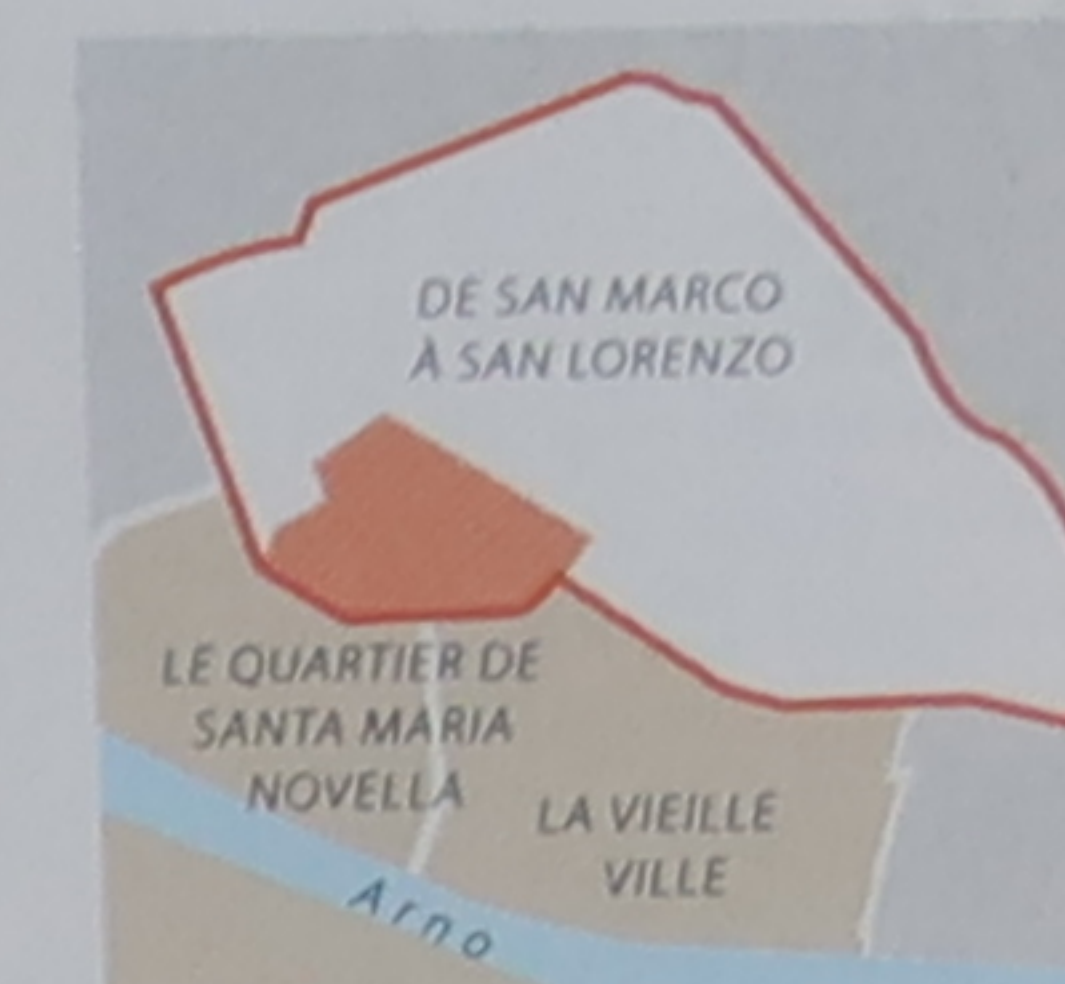 DE SAN MARCO
À SAN LORENZO
LE QUARTIER DE
SANTA MARIA
NOVELLA
LA VIEILLE
VILLE
Arno